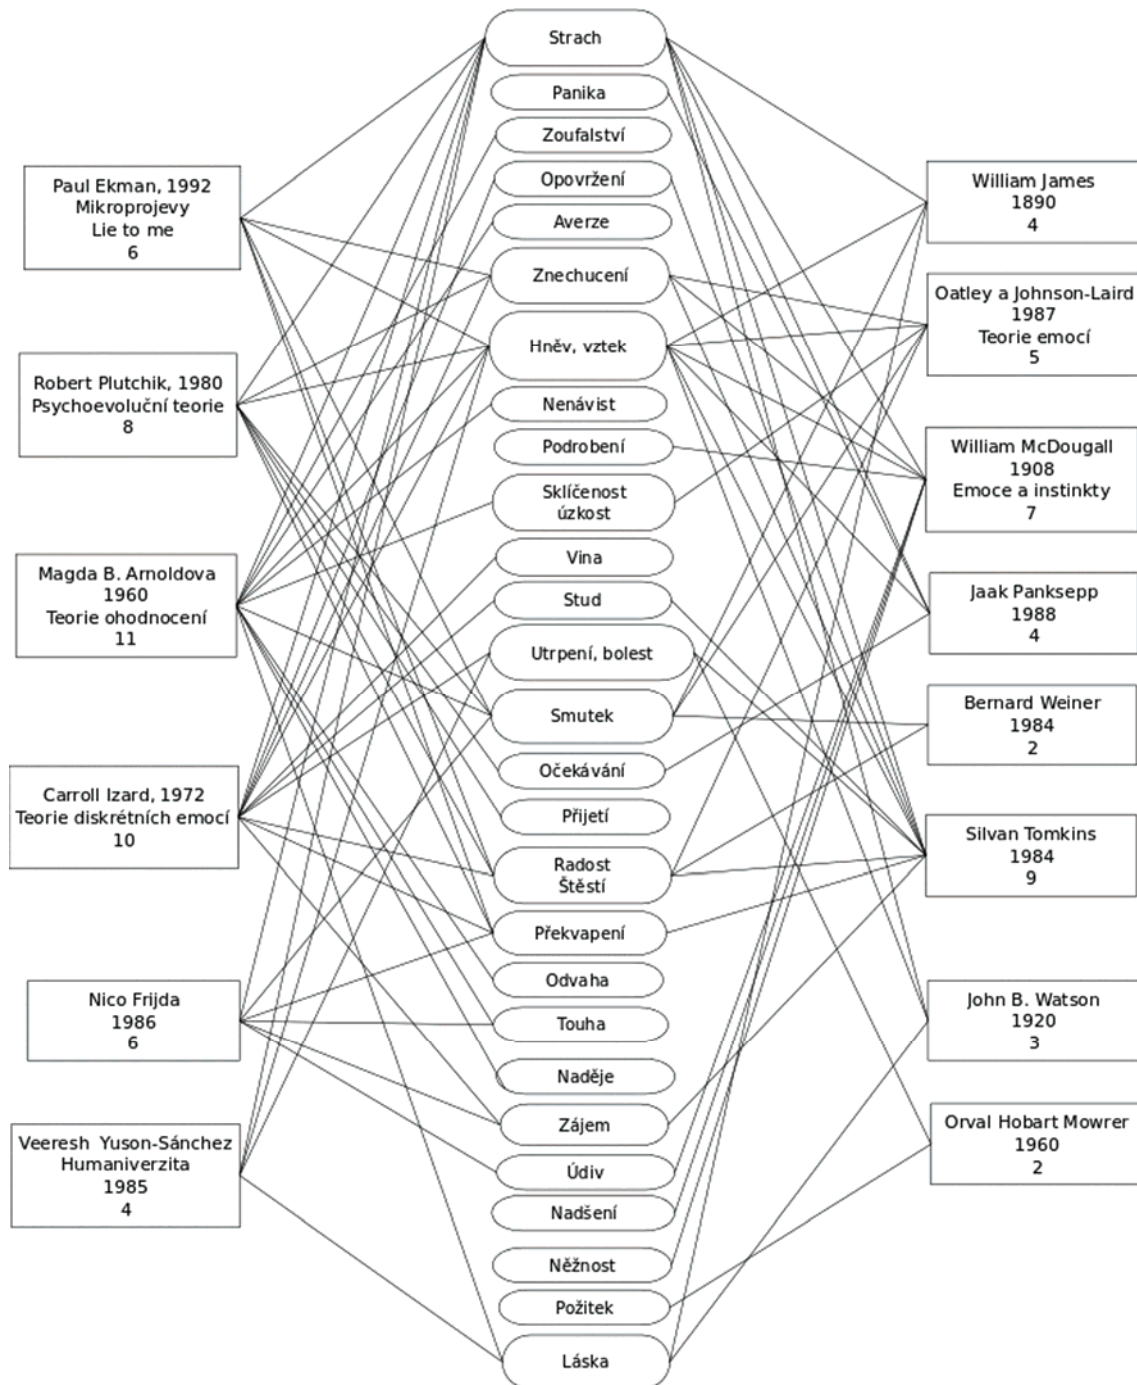 Paul Ekman, 1992
Mikroprojevy
Lie to me
6
Robert Plutchik, 1980
Psychoevoluční teorie
8
Magda B. Arnoldova
1960
Teorie ohodnocení
11
Carroll Izard, 1972
Teorie diskrétních emocí
10
Nico Frijda
1986
6
Veeresh Yuson-Sánchez
Humaniverzita
1985
4
Strach
Panika
Zoufalství
Opovržení
Averze
Znechucení
Hněv, vztek
Nenávist
Podrobení
Sklíčenost
úzkost
Vina
Stud
Utrpení, bolest
Smutek
Očekávání
Přijetí
Radost
Štěstí
Překvapení
Odvaha
Touha
Naděje
Zájem
Údiv
Nadšení
Něžnost
Požitek
Láska
William James
1890
4
Oatley a Johnson-Laird
1987
Teorie emocí
5
William McDougall
1908
Emoce a instinkty
7
Jaak Panksepp
1988
4
Bernard Weiner
1984
2
Silvan Tomkins
1984
9
John B. Watson
1920
3
Orval Hobart Mowrer
1960
2